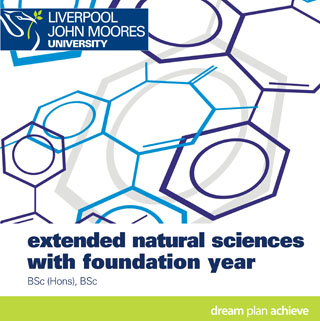 LIVERPOOL
JOHN MOORES
UNIVERSITY
extended natural sciences
with foundation year
BSc (Hons), BSc
dream plan achieve